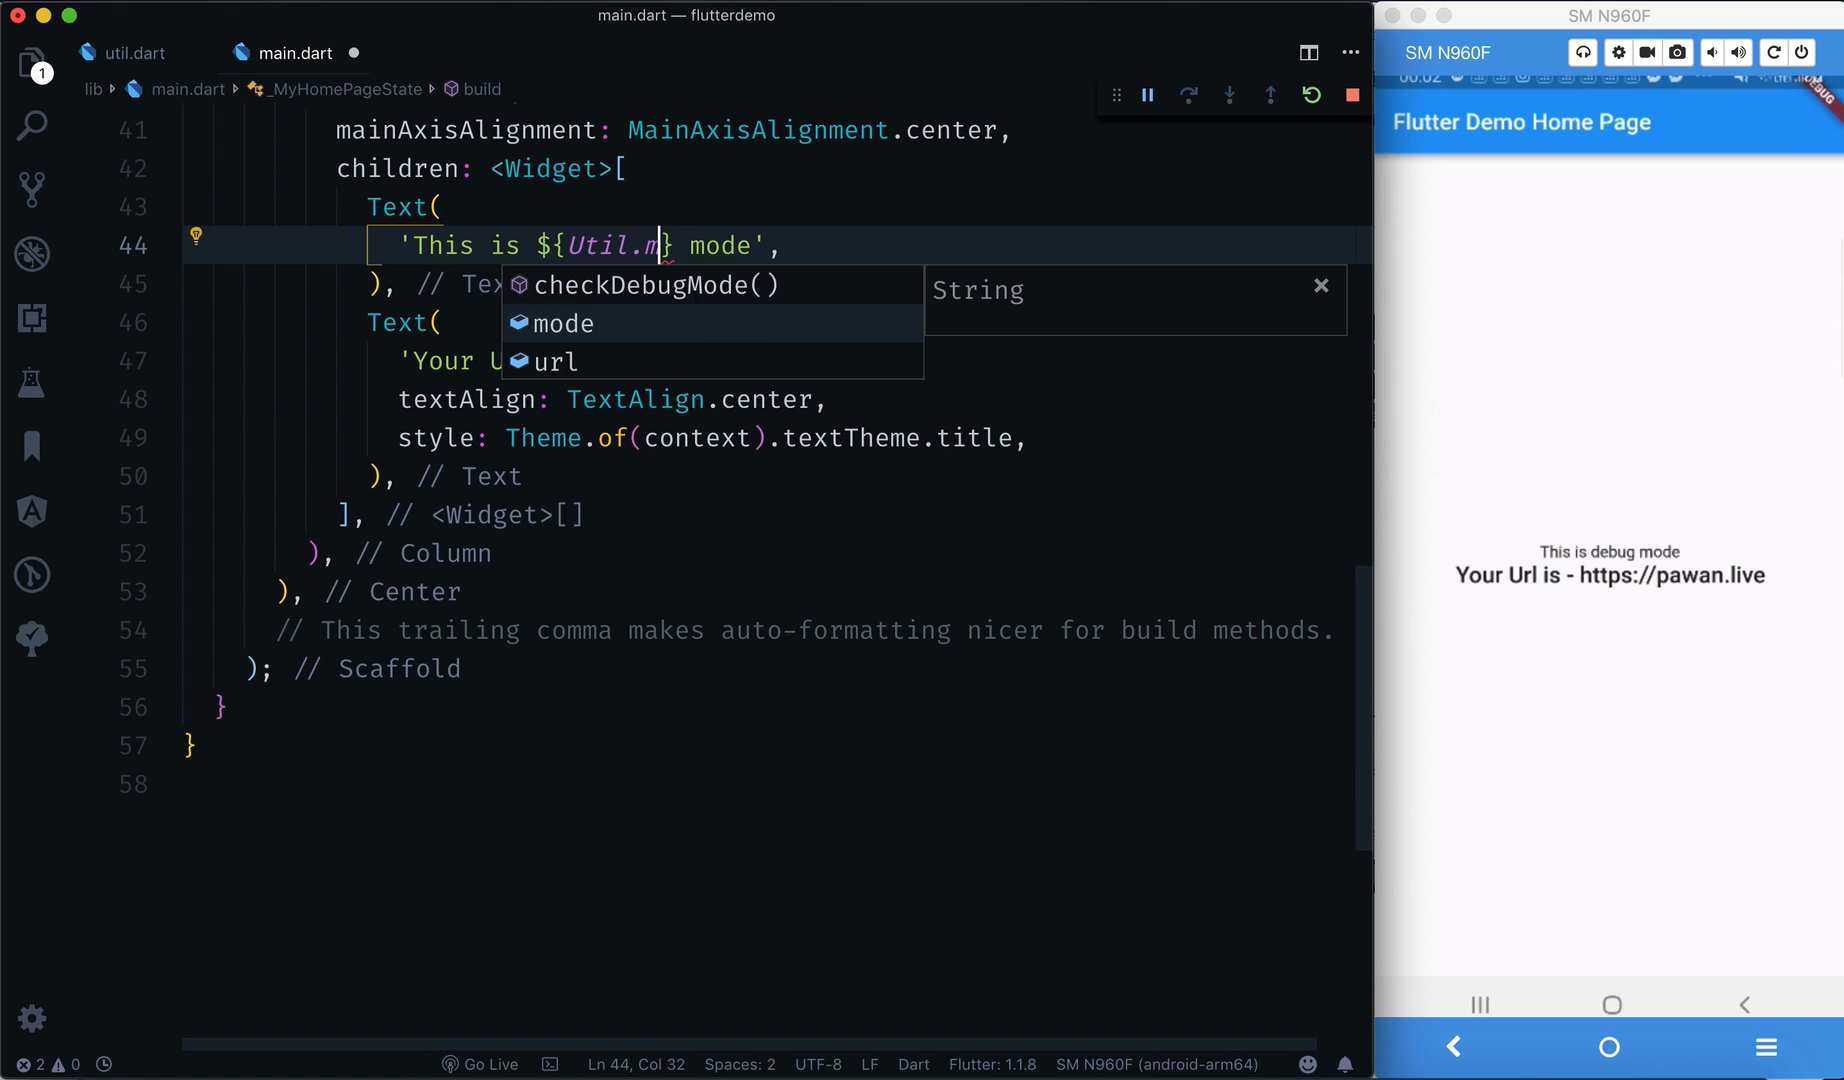 main.dart — flutterdemo
util.dart
main.dart
1
lib
main.dart
_MyHomePageState
build
41 mainAxisAlignment: MainAxisAlignment.center,
42 children: <Widget>[
43 Text(
44 'This is ${Util.m} mode',
45 ), // Tex
46 Text(
47 'Your U
48 textAlign: TextAlign.center,
49 style: Theme.of(context).textTheme.title,
50 ), // Text
51 ], // <Widget>[]
52 ), // Column
53 ), // Center
54 // This trailing comma makes auto-formatting nicer for build methods.
55 ); // Scaffold
56 }
57 }
58
checkDebugMode()
mode
url
String
2 0
Go Live
Ln 44, Col 32
Spaces: 2
UTF-8
LF
Dart
Flutter: 1.1.8
SM N960F (android-arm64)
SM N960F
SM N960F
00:02
DEBUG
Flutter Demo Home Page
This is debug mode
Your Url is - https://pawan.live